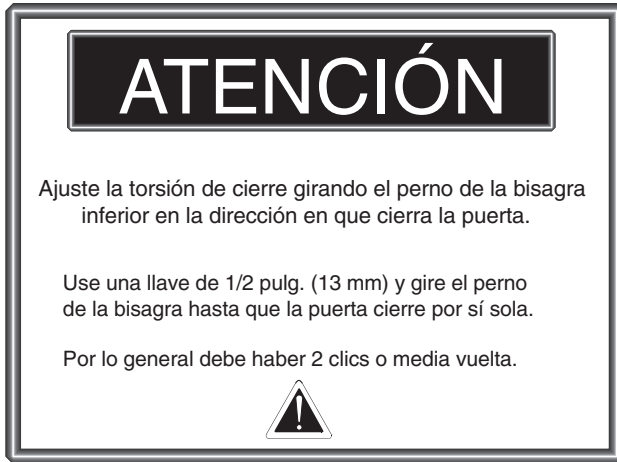 ATENCIÓN
Ajuste la torsión de cierre girando el perno de la bisagra
inferior en la dirección en que cierra la puerta.
Use una llave de 1/2 pulg. (13 mm) y gire el perno
de la bisagra hasta que la puerta cierre por sí sola.
Por lo general debe haber 2 clics o media vuelta.
!